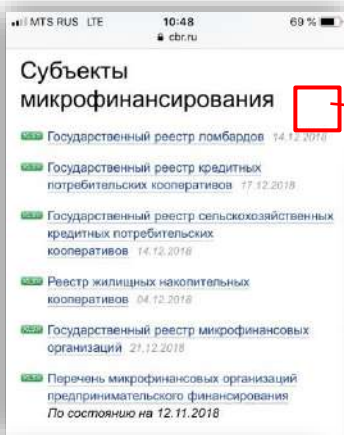 MTS RUS LTE 10:48 69 %
cbr.ru
Субъекты
микрофинансирования
Государственный реестр ломбардов 14.12.2018
Государственный реестр кредитных
потребительских кооперативов 17.12.2018
Государственный реестр сельскохозяйственных
кредитных потребительских
кооперативов 14.12.2018
Реестр жилищных накопительных
кооперативов 04.12.2018
Государственный реестр микрофинансовых
организаций 21.12.2018
Перечень микрофинансовых организаций
предпринимательского финансирования
По состоянию на 12.11.2018